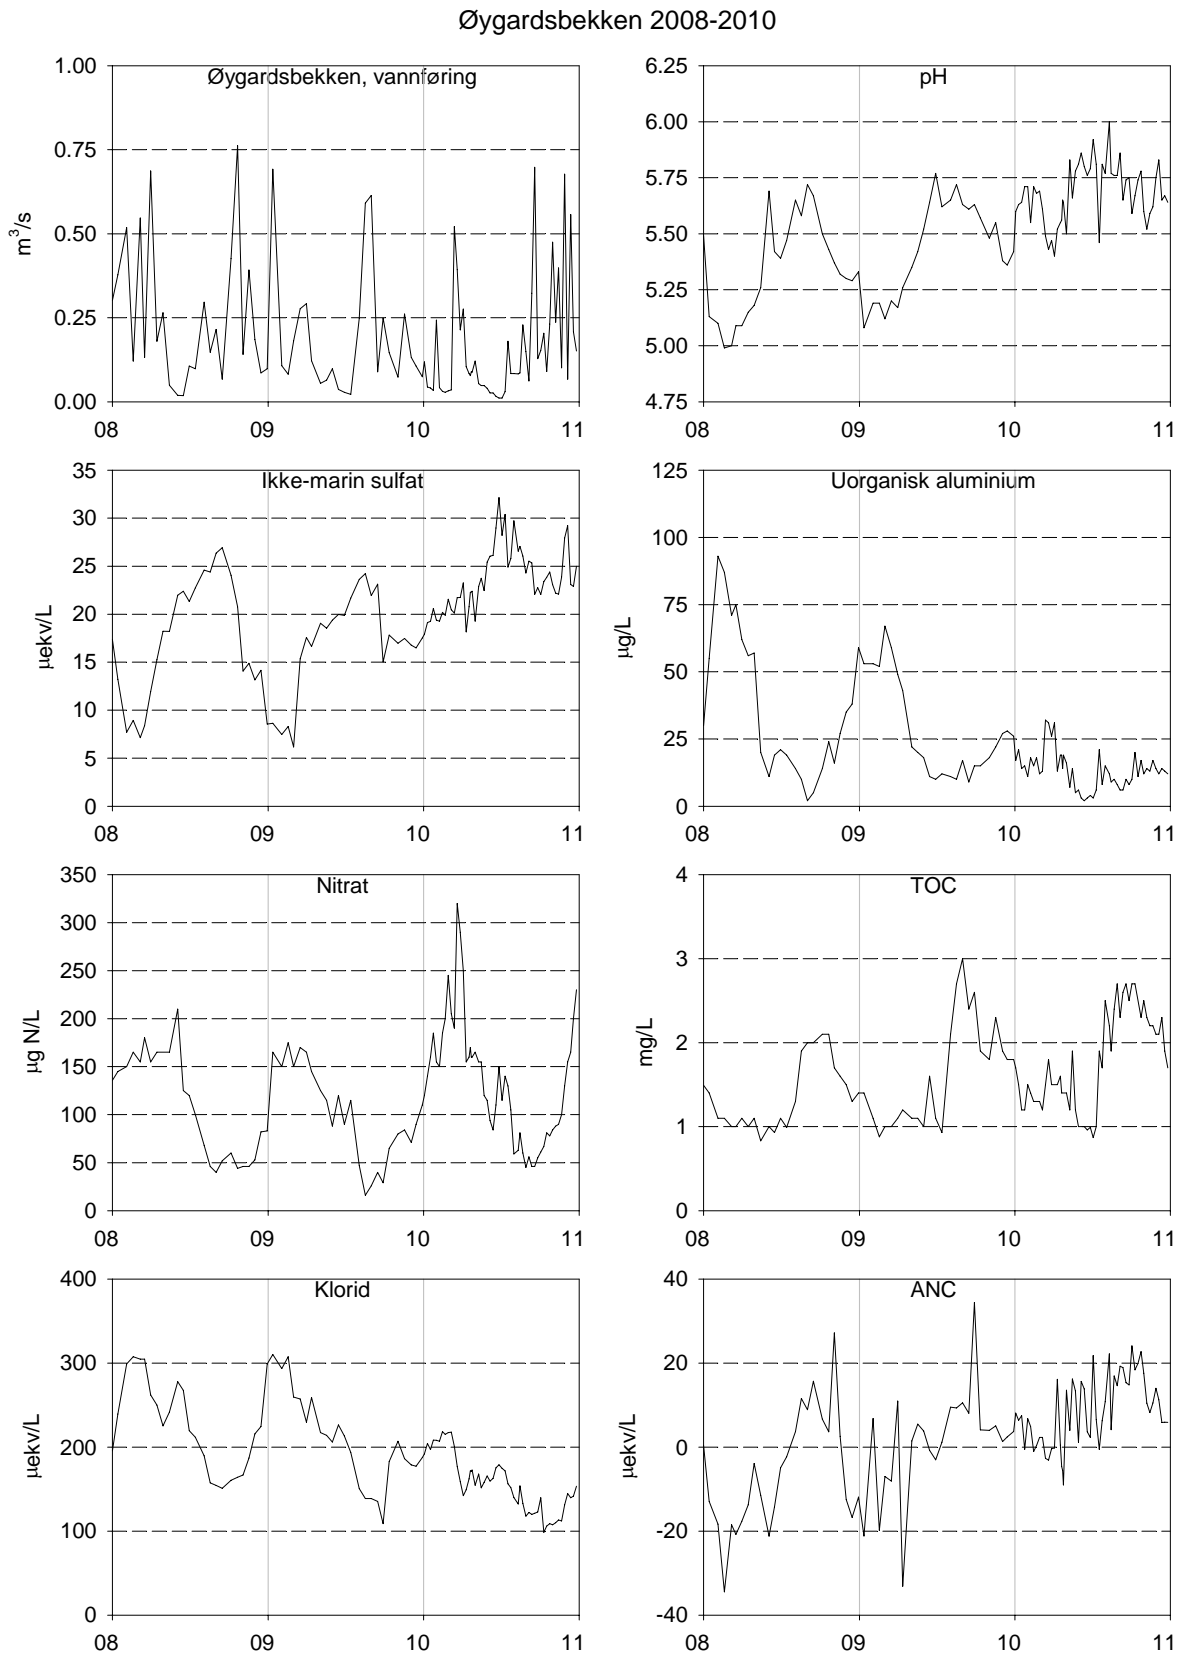 Øygardsbekken 2008-2010
Øygardsbekken, vannføring
m³/s
1.00
0.75
0.50
0.25
0.00
08 09 10 11
pH
6.25
6.00
5.75
5.50
5.25
5.00
4.75
08 09 10 11
Ikke-marin sulfat
µekv/L
35
30
25
20
15
10
5
0
08 09 10 11
Uorganisk aluminium
µg/L
125
100
75
50
25
0
08 09 10 11
Nitrat
µg N/L
350
300
250
200
150
100
50
0
08 09 10 11
TOC
mg/L
4
3
2
1
0
08 09 10 11
Klorid
µekv/L
400
300
200
100
0
08 09 10 11
ANC
µekv/L
40
20
0
-20
-40
08 09 10 11